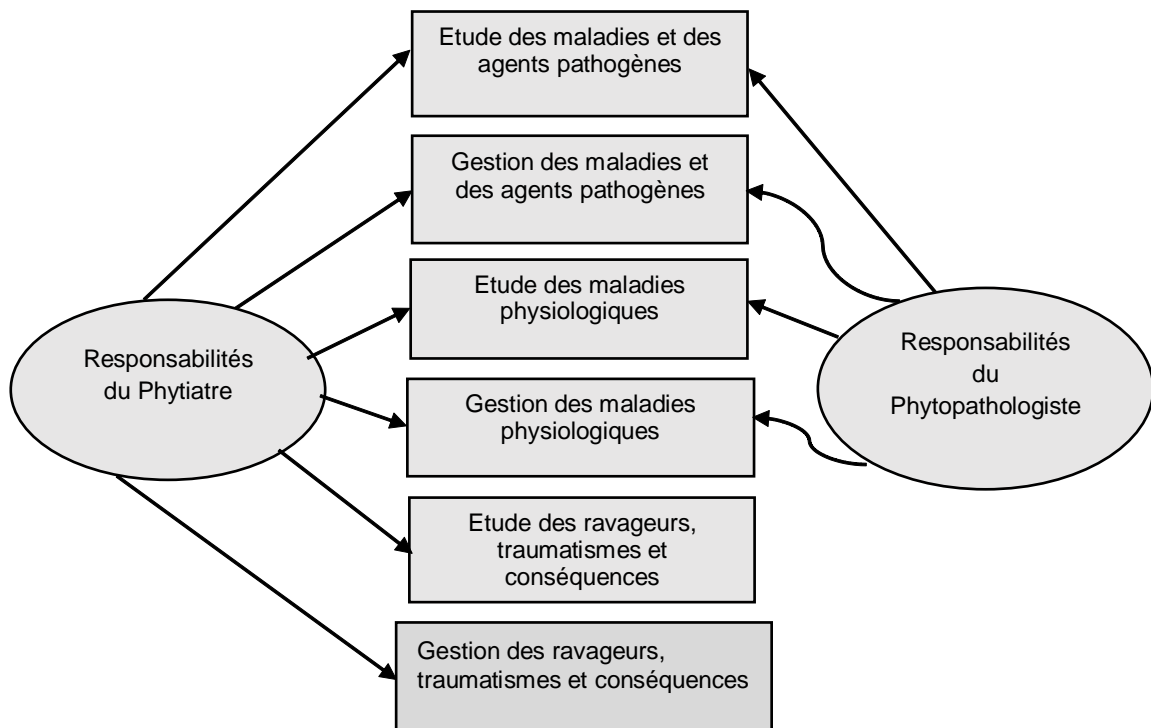 Etude des maladies et des
agents pathogènes
Gestion des maladies et
des agents pathogènes
Etude des maladies
physiologiques
Responsabilités
du Phytiatre
Responsabilités
du
Phytopathologiste
Gestion des maladies
physiologiques
Etude des ravageurs,
traumatismes et
conséquences
Gestion des ravageurs,
traumatismes et conséquences